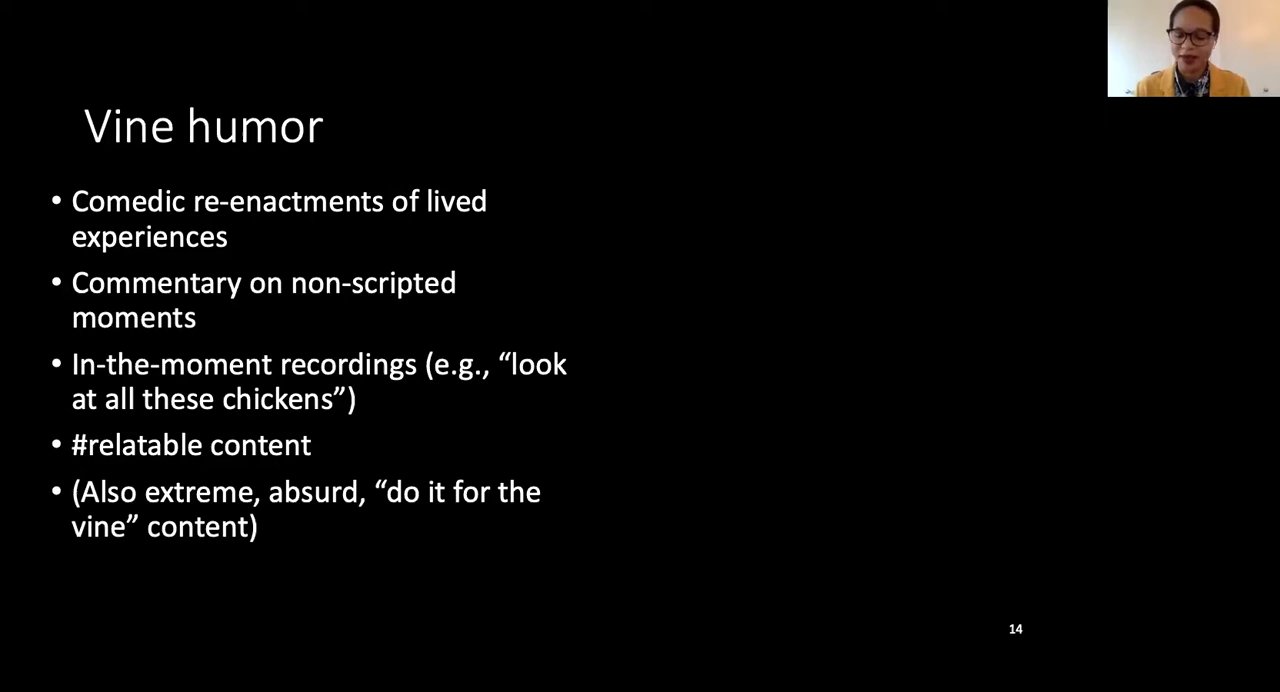 Vine humor
• Comedic re-enactments of lived
experiences
• Commentary on non-scripted
moments
• In-the-moment recordings (e.g., “look
at all these chickens”)
• #relatable content
• (Also extreme, absurd, “do it for the
vine” content)
14